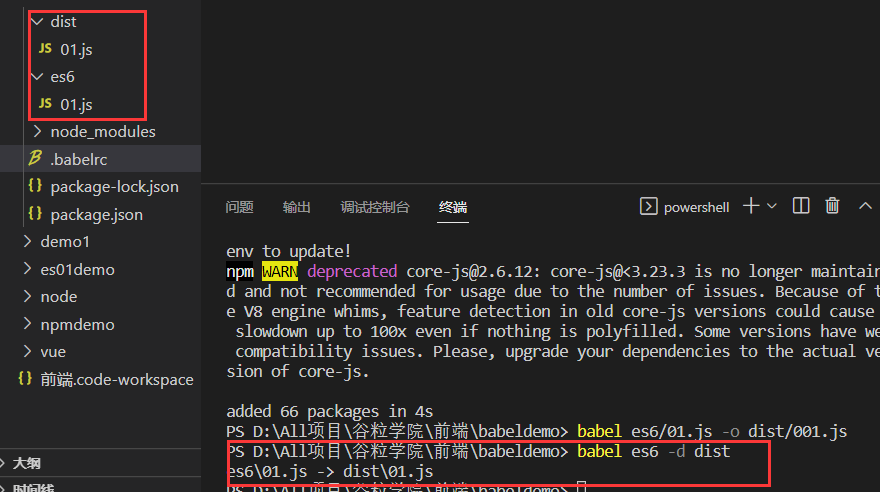 dist
JS 01.js
es6
JS 01.js
node_modules
.babelrc
{} package-lock.json
{} package.json
demo1
es01demo
node
npmdemo
vue
{} 前端.code-workspace
大纲
时间线
问题 输出 调试控制台 终端 powershell
env to update!
npm WARN deprecated core-js@2.6.12: core-js@<3.23.3 is no longer maintain
d and not recommended for usage due to the number of issues. Because of t
e V8 engine whims, feature detection in old core-js versions could cause
slowdown up to 100x even if nothing is polyfilled. Some versions have we
compatibility issues. Please, upgrade your dependencies to the actual ve
sion of core-js.
added 66 packages in 4s
PS D:\All项目\谷粒学院\前端\babeldemo> babel es6/01.js -o dist/001.js
PS D:\All项目\谷粒学院\前端\babeldemo> babel es6 -d dist
es6\01.js -> dist\01.js
PS D:\All项目\谷粒学院\前端\babeldemo>